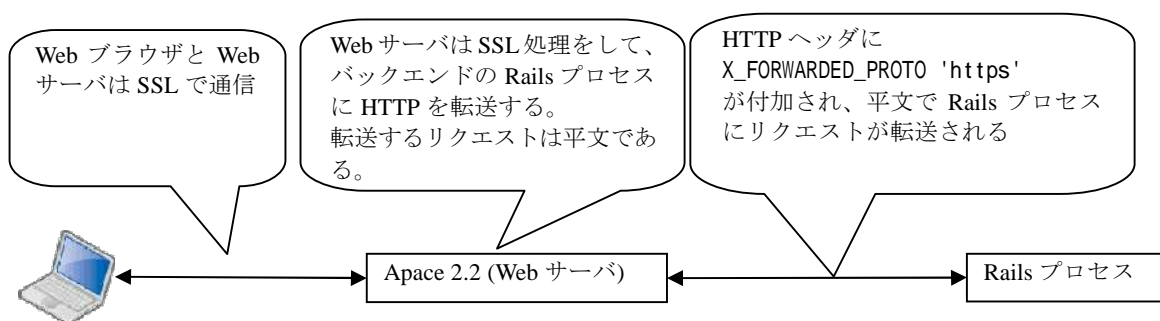 Web ブラウザと Web
サーバは SSL で通信
Web サーバは SSL 処理をして、
バックエンドの Rails プロセス
に HTTP を転送する。
転送するリクエストは平文であ
る。
HTTP ヘッダに
X_FORWARDED_PROTO 'https'
が付加され、平文で Rails プロセス
にリクエストが転送される
Apace 2.2 (Web サーバ)
Rails プロセス